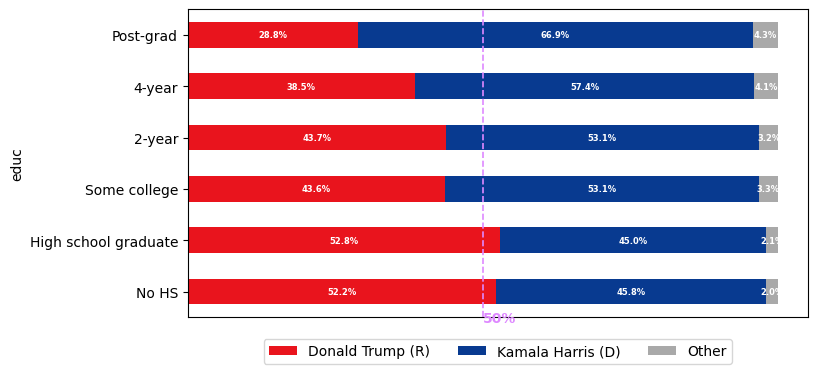 educ
Post-grad 28.8% 66.9% 4.3%
4-year 38.5% 57.4% 4.1%
2-year 43.7% 53.1% 3.2%
Some college 43.6% 53.1% 3.3%
High school graduate 52.8% 45.0% 2.1%
No HS 52.2% 45.8% 2.0%
50%
Donald Trump (R) Kamala Harris (D) Other